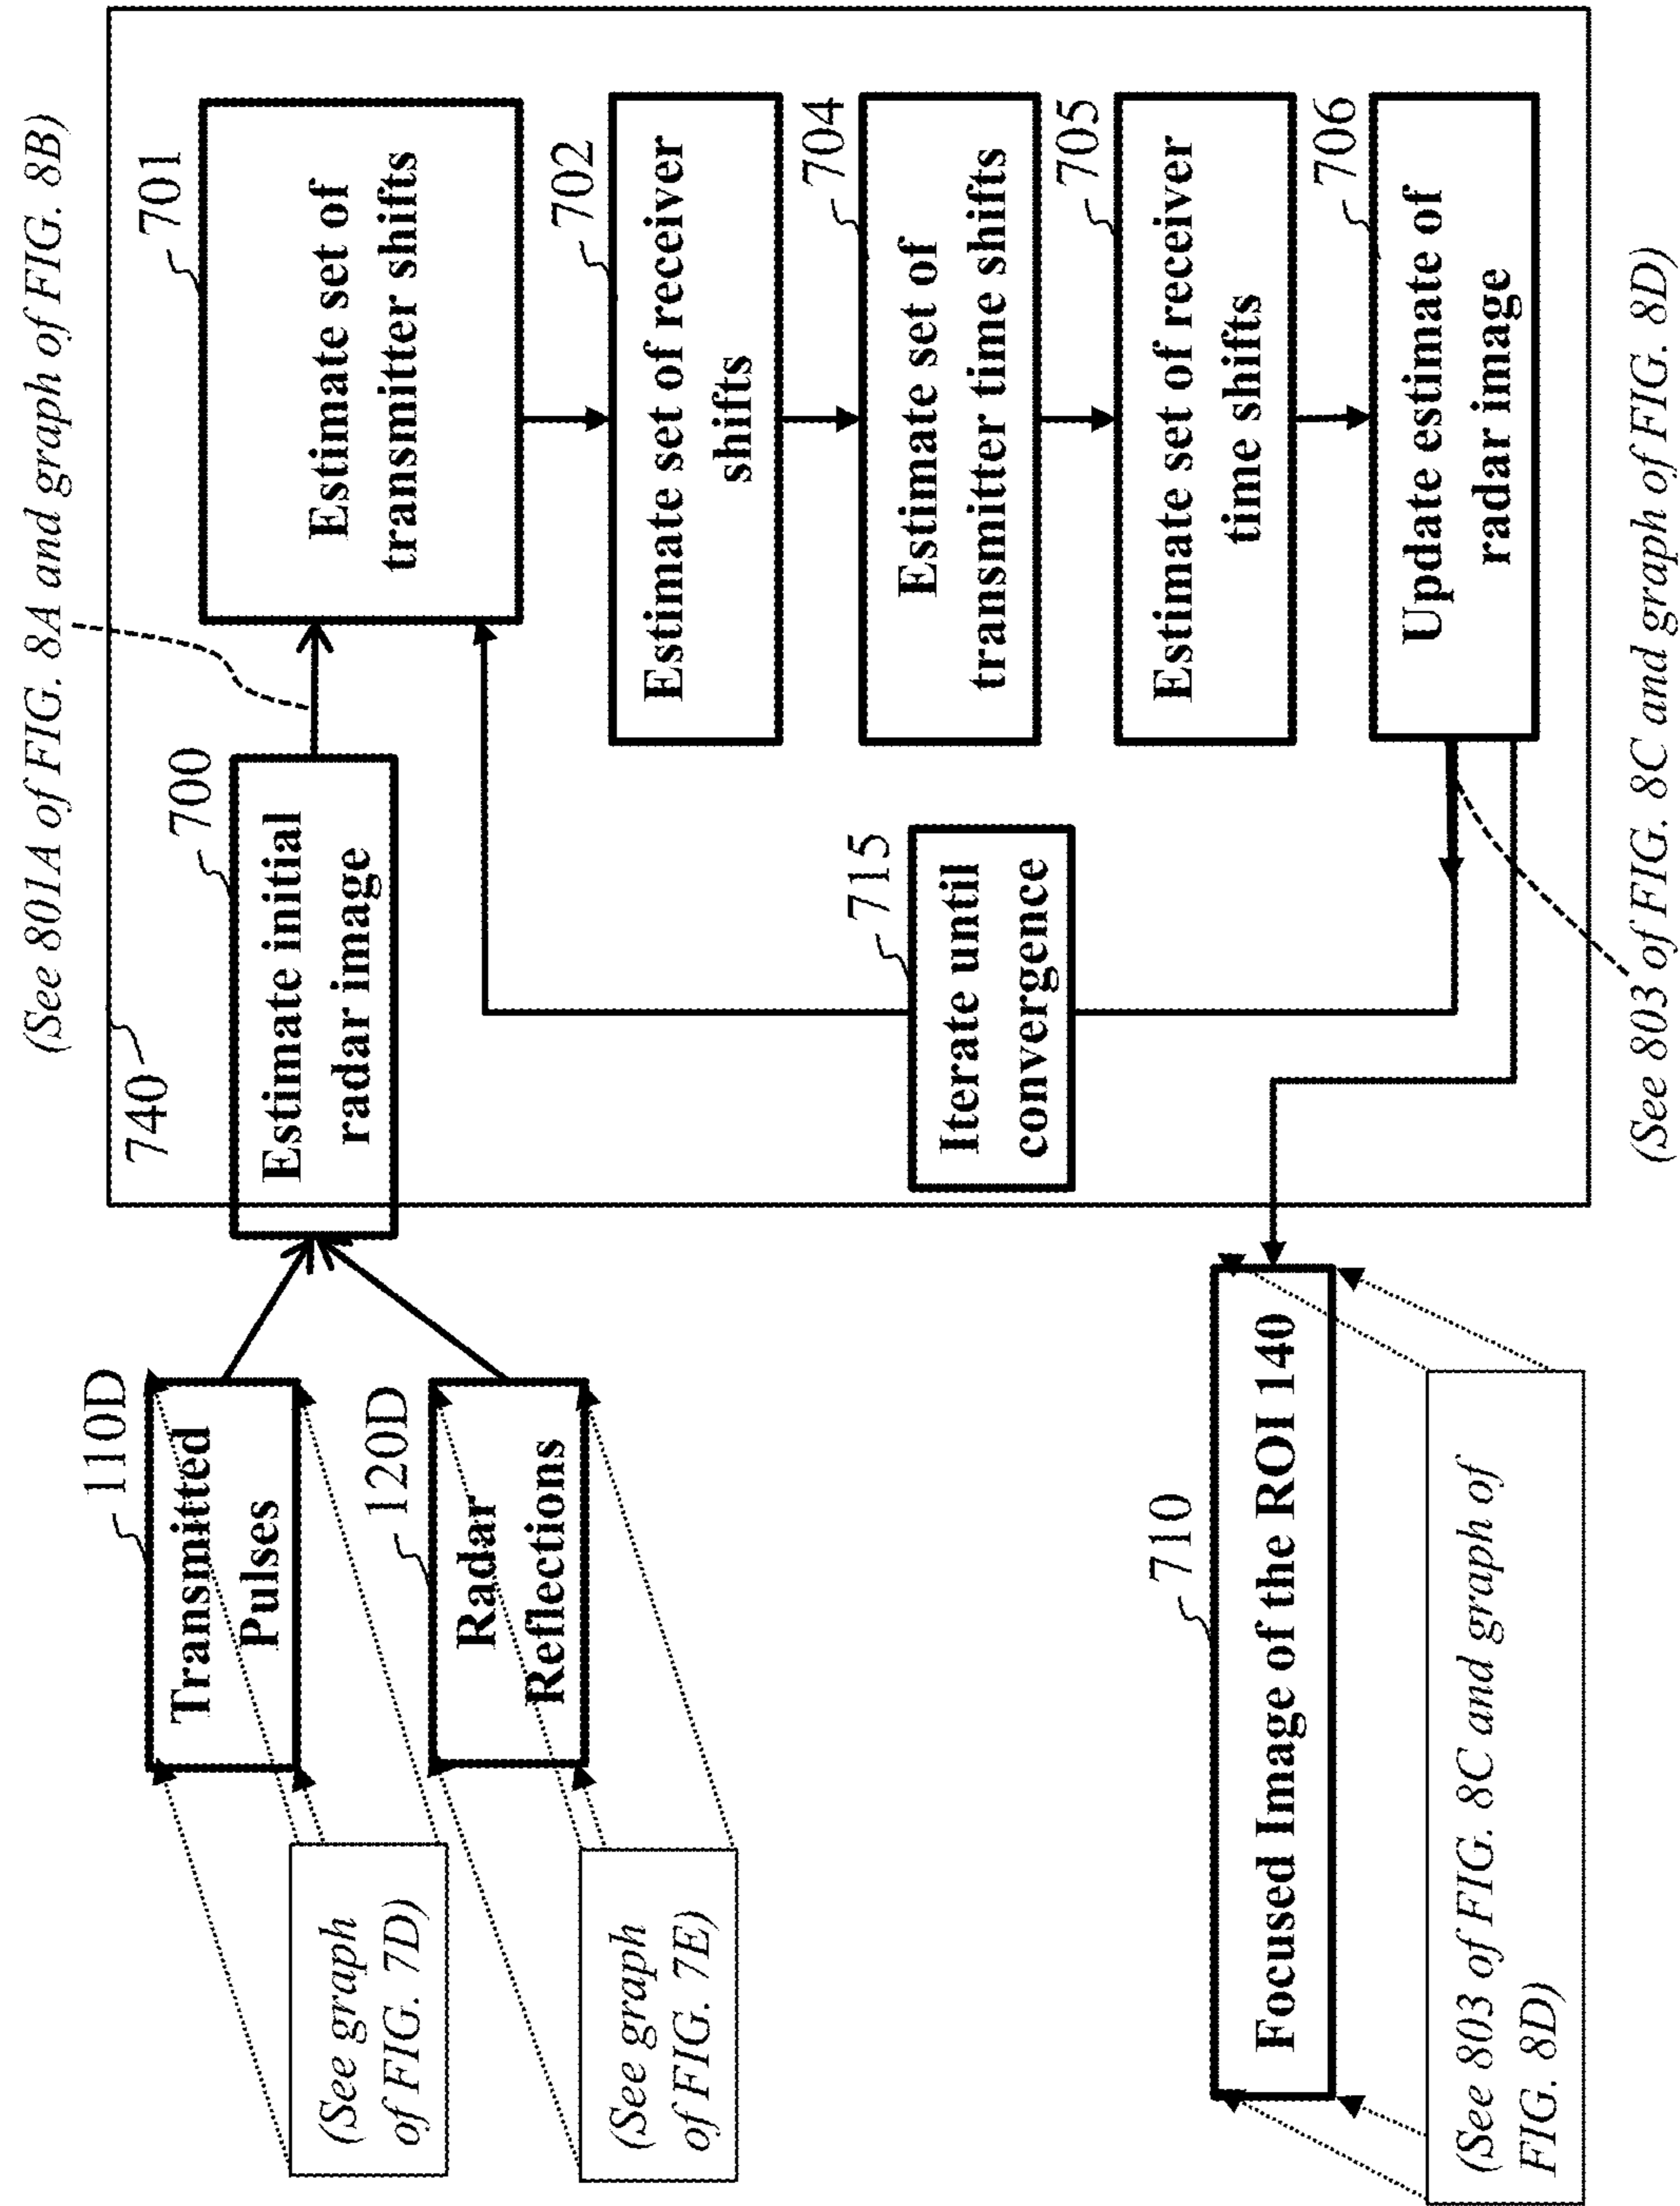 (See 801A of FIG. 8A and graph of FIG. 8B)
740
110D
Transmitted
Pulses
(See graph
of FIG. 7D)
120D
Radar
Reflections
(See graph
of FIG. 7E)
700
Estimate initial
radar image
701
Estimate set of
transmitter shifts
702
Estimate set of receiver
shifts
704
Estimate set of
transmitter time shifts
705
Estimate set of receiver
time shifts
706
Update estimate of
radar image
715
Iterate until
convergence
710
Focused Image of the ROI 140
(See 803 of FIG. 8C and graph of
FIG. 8D)
(See 803 of FIG. 8C and graph of FIG. 8D)